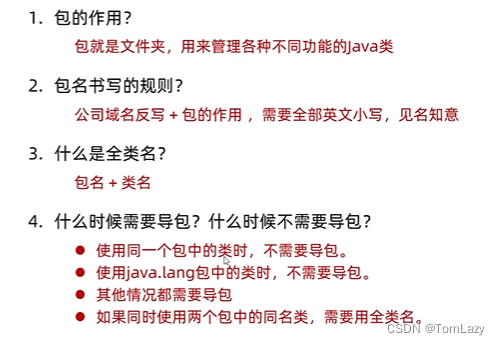 1. 包的作用？
包就是文件夹，用来管理各种不同功能的Java类
2. 包名书写的规则？
公司域名反写 + 包的作用 ，需要全部英文小写，见名知意
3. 什么是全类名？
包名 + 类名
4. 什么时候需要导包？什么时候不需要导包？
● 使用同一个包中的类时，不需要导包。
● 使用java.lang包中的类时，不需要导包。
● 其他情况都需要导包
● 如果同时使用两个包中的同名类，需要用全类名。
CSDN @TomLazy